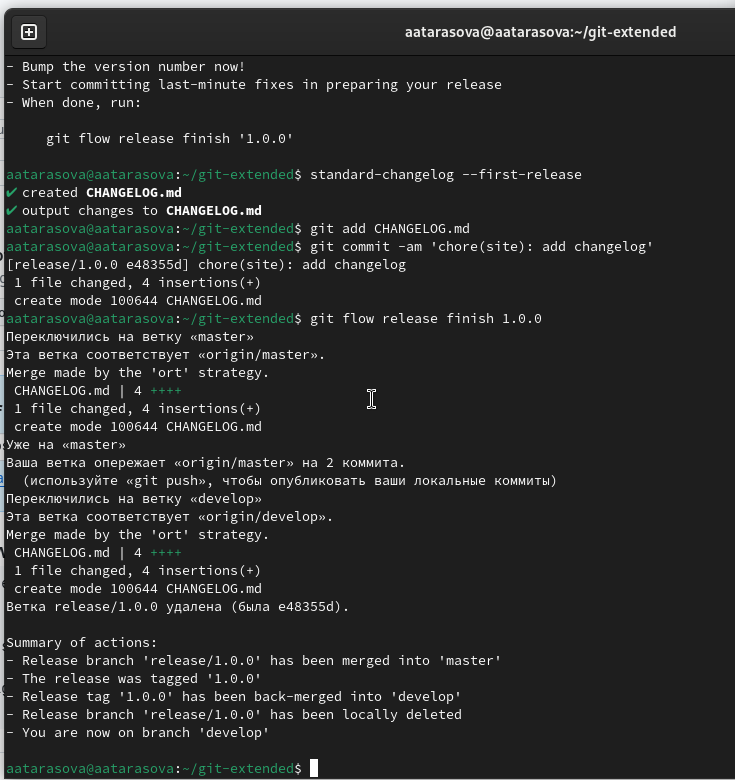 aatarasova@aatarasova:~/git-extended
- Bump the version number now!
- Start committing last-minute fixes in preparing your release
- When done, run:
git flow release finish '1.0.0'
aatarasova@aatarasova:~/git-extended$ standard-changelog --first-release
✔ created CHANGELOG.md
✔ output changes to CHANGELOG.md
aatarasova@aatarasova:~/git-extended$ git add CHANGELOG.md
aatarasova@aatarasova:~/git-extended$ git commit -am 'chore(site): add changelog'
[release/1.0.0 e48355d] chore(site): add changelog
1 file changed, 4 insertions(+)
create mode 100644 CHANGELOG.md
aatarasova@aatarasova:~/git-extended$ git flow release finish 1.0.0
Переключились на ветку «master»
Эта ветка соответствует «origin/master».
Merge made by the 'ort' strategy.
CHANGELOG.md | 4 ++++
1 file changed, 4 insertions(+)
create mode 100644 CHANGELOG.md
Уже на «master»
Ваша ветка опережает «origin/master» на 2 коммита.
(используйте «git push», чтобы опубликовать ваши локальные коммиты)
Переключились на ветку «develop»
Эта ветка соответствует «origin/develop».
Merge made by the 'ort' strategy.
CHANGELOG.md | 4 ++++
1 file changed, 4 insertions(+)
create mode 100644 CHANGELOG.md
Ветка release/1.0.0 удалена (была e48355d).
Summary of actions:
- Release branch 'release/1.0.0' has been merged into 'master'
- The release was tagged '1.0.0'
- Release tag '1.0.0' has been back-merged into 'develop'
- Release branch 'release/1.0.0' has been locally deleted
- You are now on branch 'develop'
aatarasova@aatarasova:~/git-extended$